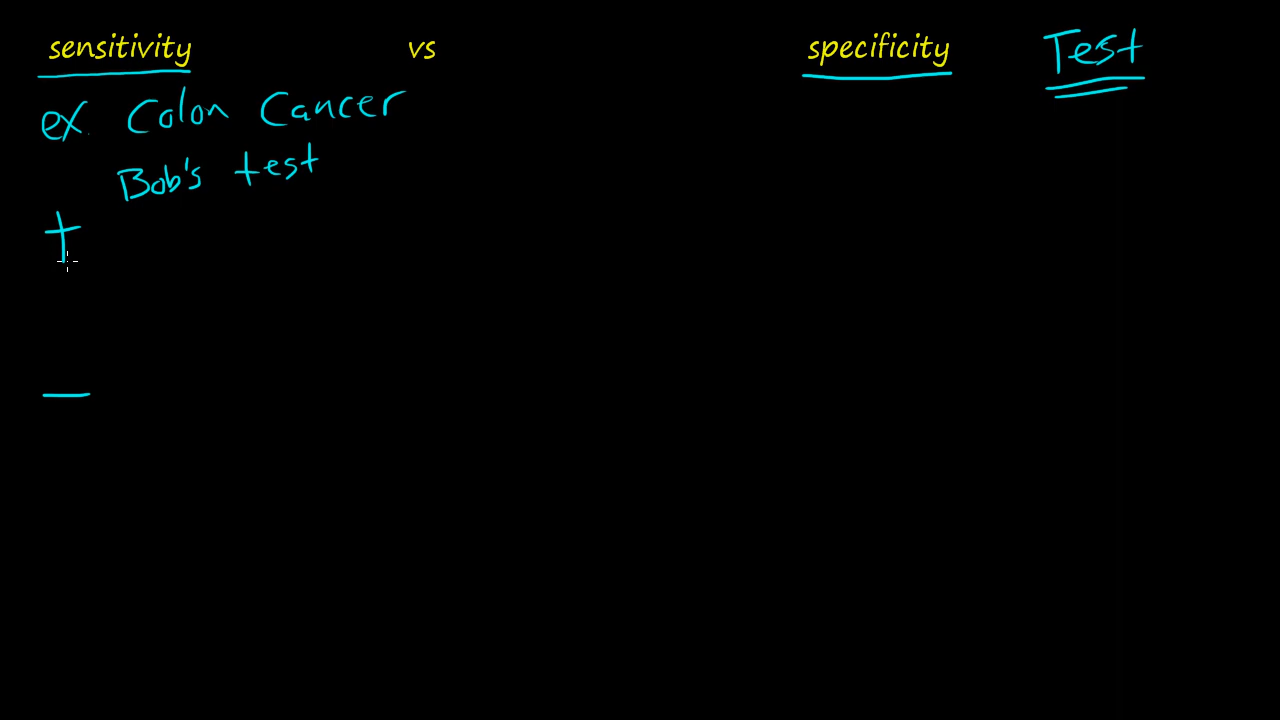 sensitivity vs specificity Test
ex. Colon Cancer
Bob's test
+
—